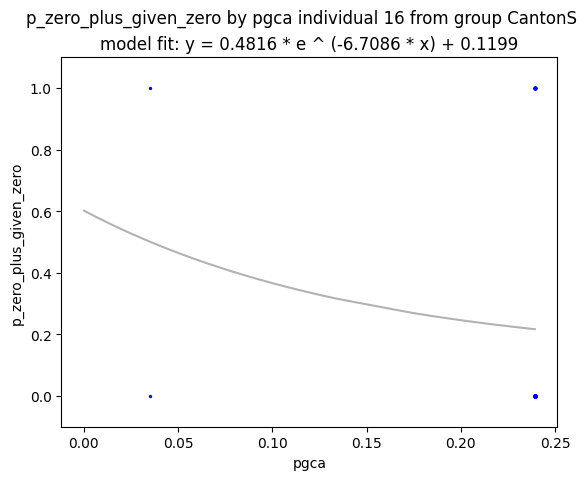 p_zero_plus_given_zero by pgca individual 16 from group CantonS
model fit: y = 0.4816 * e ^ (-6.7086 * x) + 0.1199
1.0
0.8
0.6
0.4
0.2
0.0
p_zero_plus_given_zero
0.00 0.05 0.10 0.15 0.20 0.25
pgca